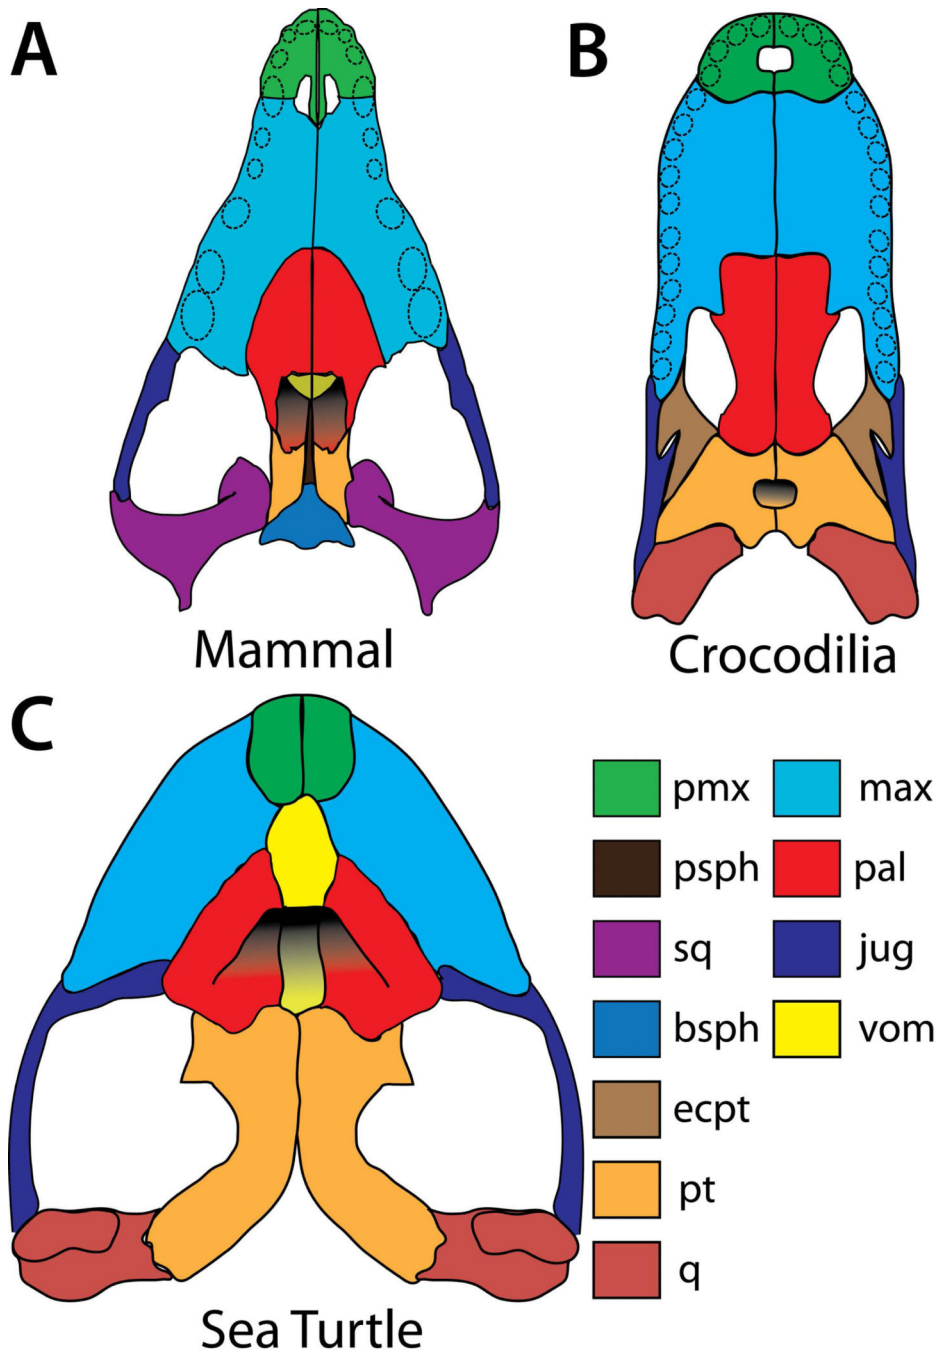 A
B
Mammal
Crocodilia
C
pmx
max
psph
pal
sq
jug
bsph
vom
ecpt
pt
q
Sea Turtle